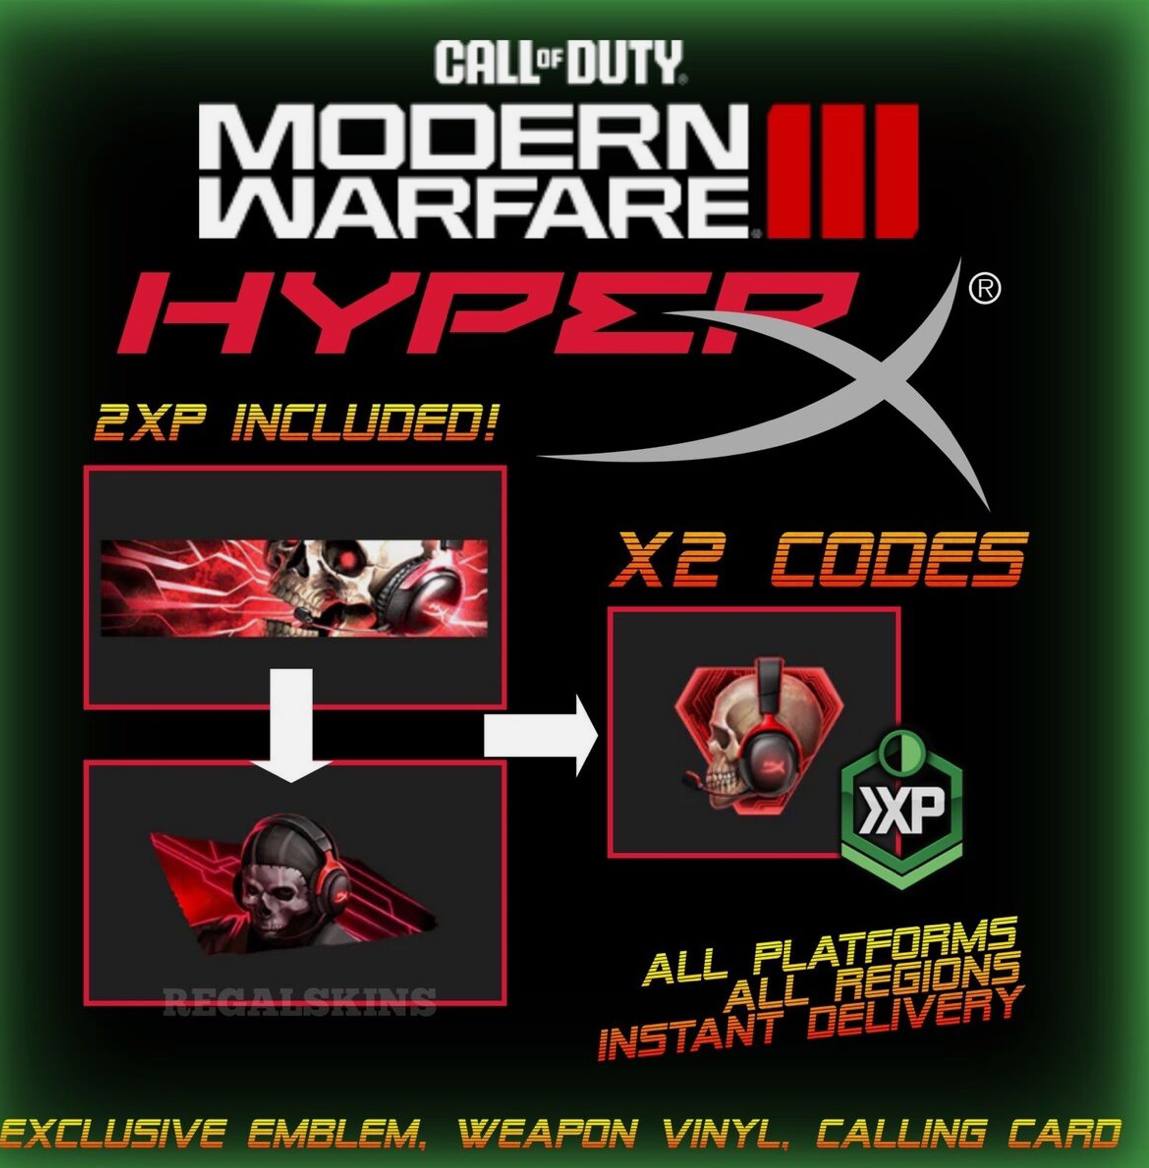 CALL OF DUTY®
MODERN
WARFARE® III
HYPERX®
2XP INCLUDED!
X2 CODES
XP
REGALSKINS
ALL PLATFORMS
ALL REGIONS
INSTANT DELIVERY
EXCLUSIVE EMBLEM, WEAPON VINYL, CALLING CARD